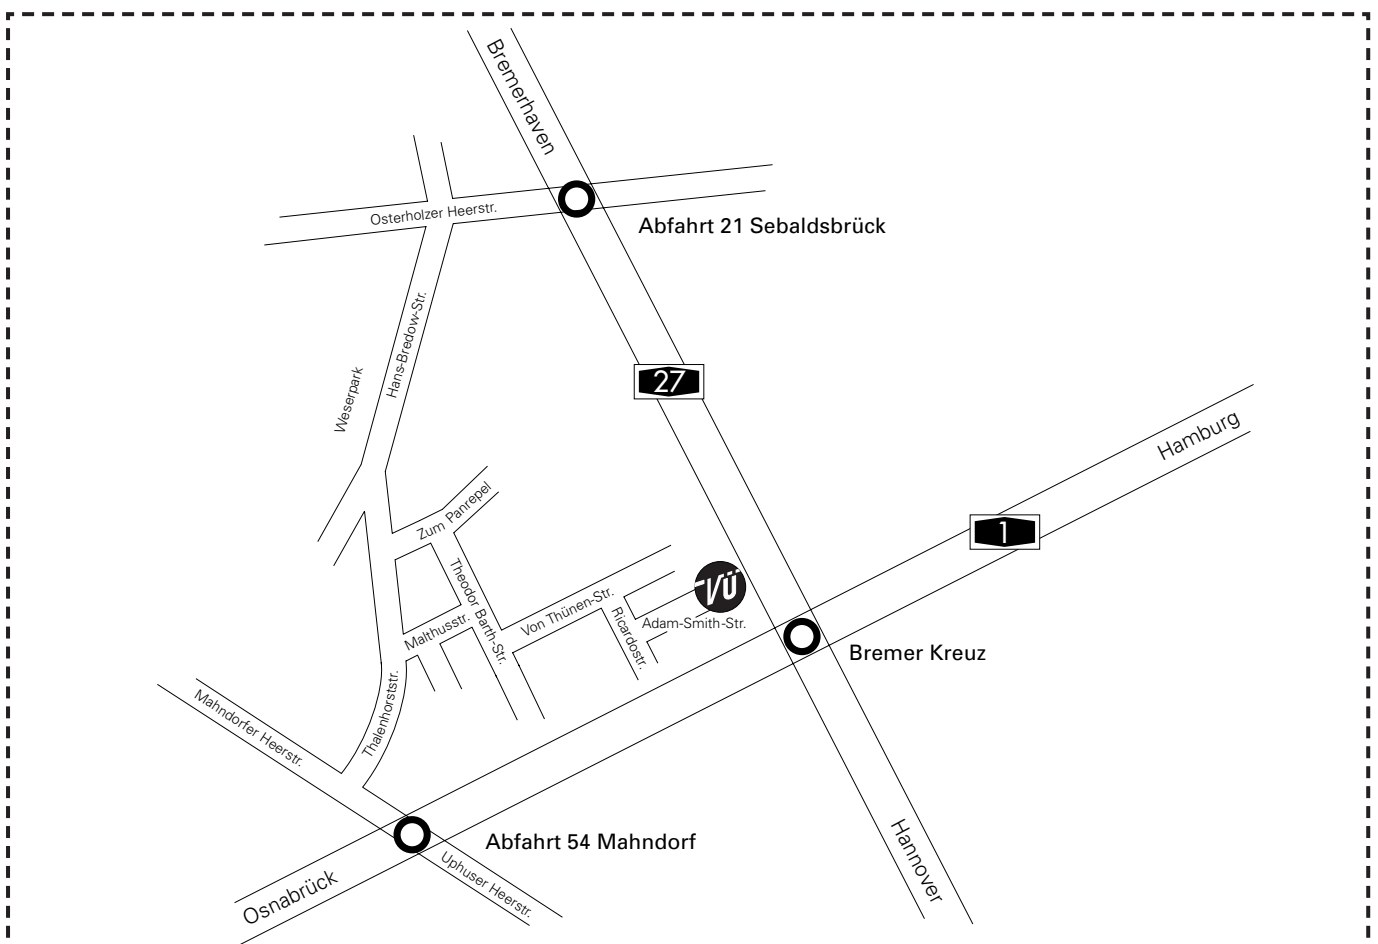 Bremerhaven
Osterholzer Heerstr.
Abfahrt 21 Sebaldsbrück
Hans-Bredow-Str.
Weserpark
27
Hamburg
1
Zum Panrepel
Theodor Barth-Str.
Malthusstr.
Von Thünen-Str.
Ricardostr.
VÜ
Adam-Smith-Str.
Bremer Kreuz
Thalenhorststr.
Mahndorfer Heerstr.
Abfahrt 54 Mahndorf
Uphuser Heerstr.
Osnabrück
Hannover